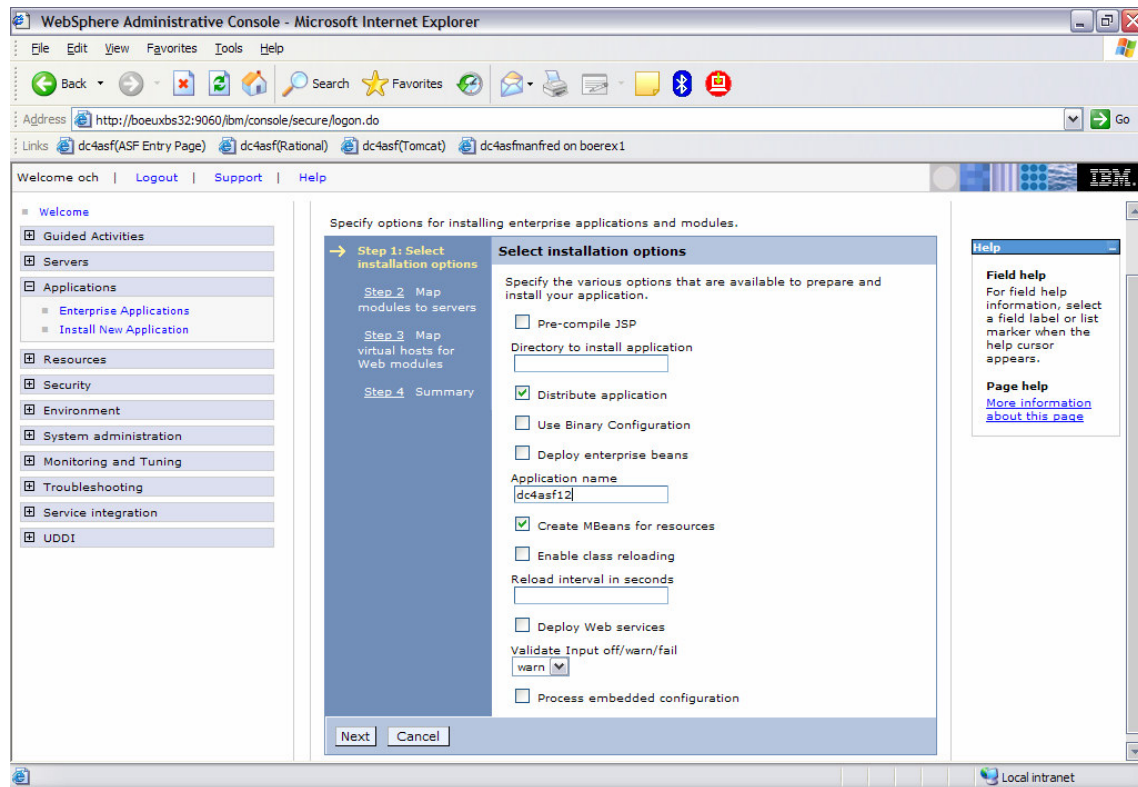 WebSphere Administrative Console - Microsoft Internet Explorer
File Edit View Favorites Tools Help
Back Search Favorites
Address http://boeuxbs32:9060/ibm/console/secure/logon.do Go
Links dc4asf(ASF Entry Page) dc4asf(Rational) dc4asf(Tomcat) dc4asfmanfred on boerex1
Welcome och | Logout | Support | Help
IBM.
Welcome
Guided Activities
Servers
Applications
Enterprise Applications
Install New Application
Resources
Security
Environment
System administration
Monitoring and Tuning
Troubleshooting
Service integration
UDDI
Specify options for installing enterprise applications and modules.
Step 1: Select
installation options
Step 2 Map
modules to servers
Step 3 Map
virtual hosts for
Web modules
Step 4 Summary
Select installation options
Specify the various options that are available to prepare and
install your application.
Pre-compile JSP
Directory to install application
Distribute application
Use Binary Configuration
Deploy enterprise beans
Application name
dc4asf12
Create MBeans for resources
Enable class reloading
Reload interval in seconds
Deploy Web services
Validate Input off/warn/fail
warn
Process embedded configuration
Next Cancel
Help
Field help
For field help
information, select
a field label or list
marker when the
help cursor
appears.
Page help
More information
about this page
Local intranet